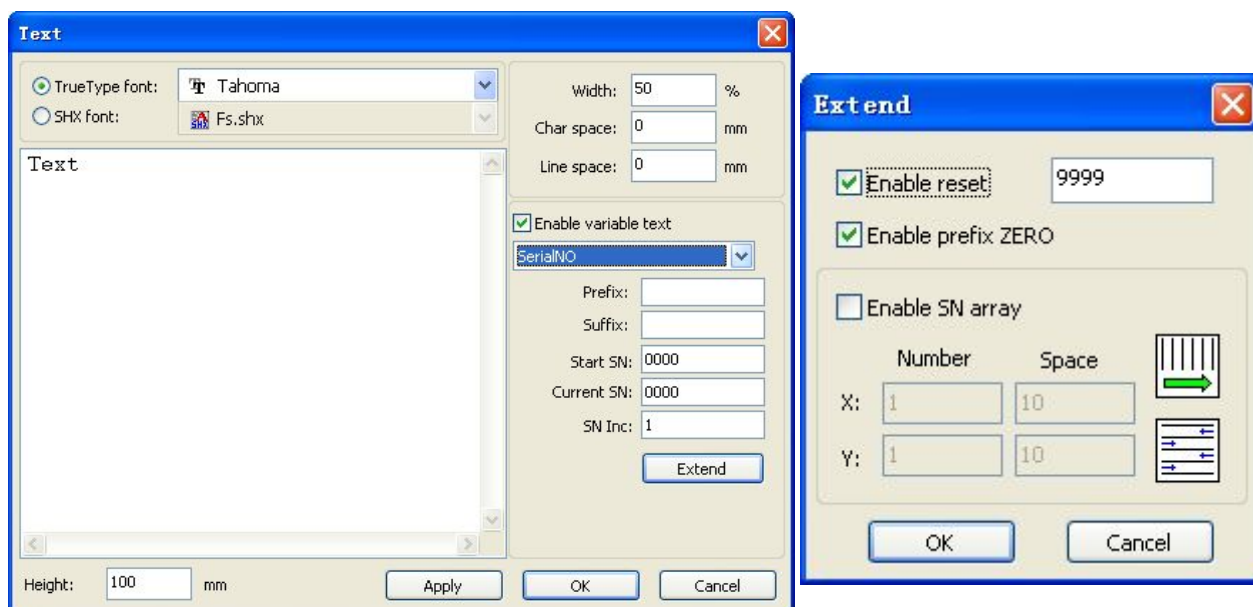 Text
TrueType font: Tahoma
SHX font: Fs.shx
Text
Height: 100 mm
Width: 50 %
Char space: 0 mm
Line space: 0 mm
Enable variable text
SerialNO
Prefix:
Suffix:
Start SN: 0000
Current SN: 0000
SN Inc: 1
Extend
Apply OK Cancel
Extend
Enable reset 9999
Enable prefix ZERO
Enable SN array
Number Space
X: 1 10
Y: 1 10
OK Cancel